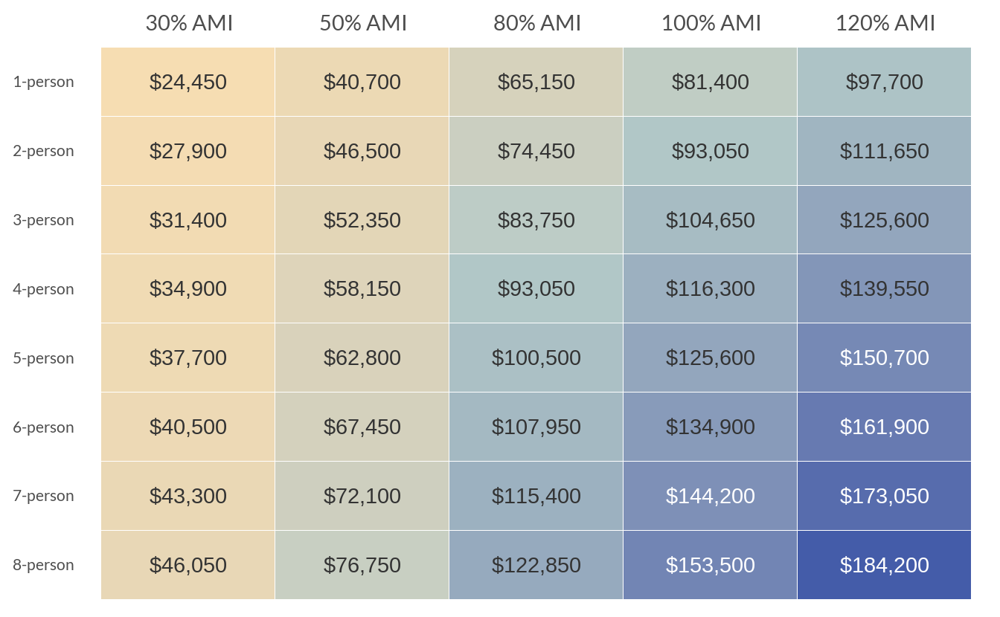 30% AMI 50% AMI 80% AMI 100% AMI 120% AMI
1-person $24,450 $40,700 $65,150 $81,400 $97,700
2-person $27,900 $46,500 $74,450 $93,050 $111,650
3-person $31,400 $52,350 $83,750 $104,650 $125,600
4-person $34,900 $58,150 $93,050 $116,300 $139,550
5-person $37,700 $62,800 $100,500 $125,600 $150,700
6-person $40,500 $67,450 $107,950 $134,900 $161,900
7-person $43,300 $72,100 $115,400 $144,200 $173,050
8-person $46,050 $76,750 $122,850 $153,500 $184,200